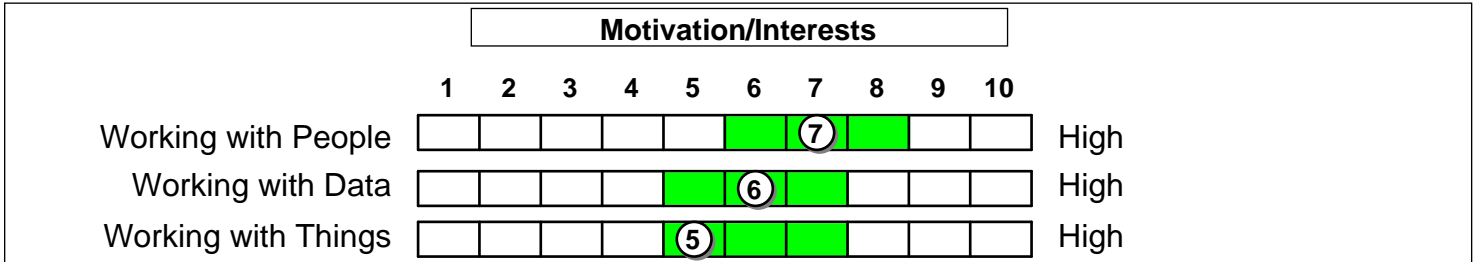 Motivation/Interests
1 2 3 4 5 6 7 8 9 10
Working with People 7 High
Working with Data 6 High
Working with Things 5 High